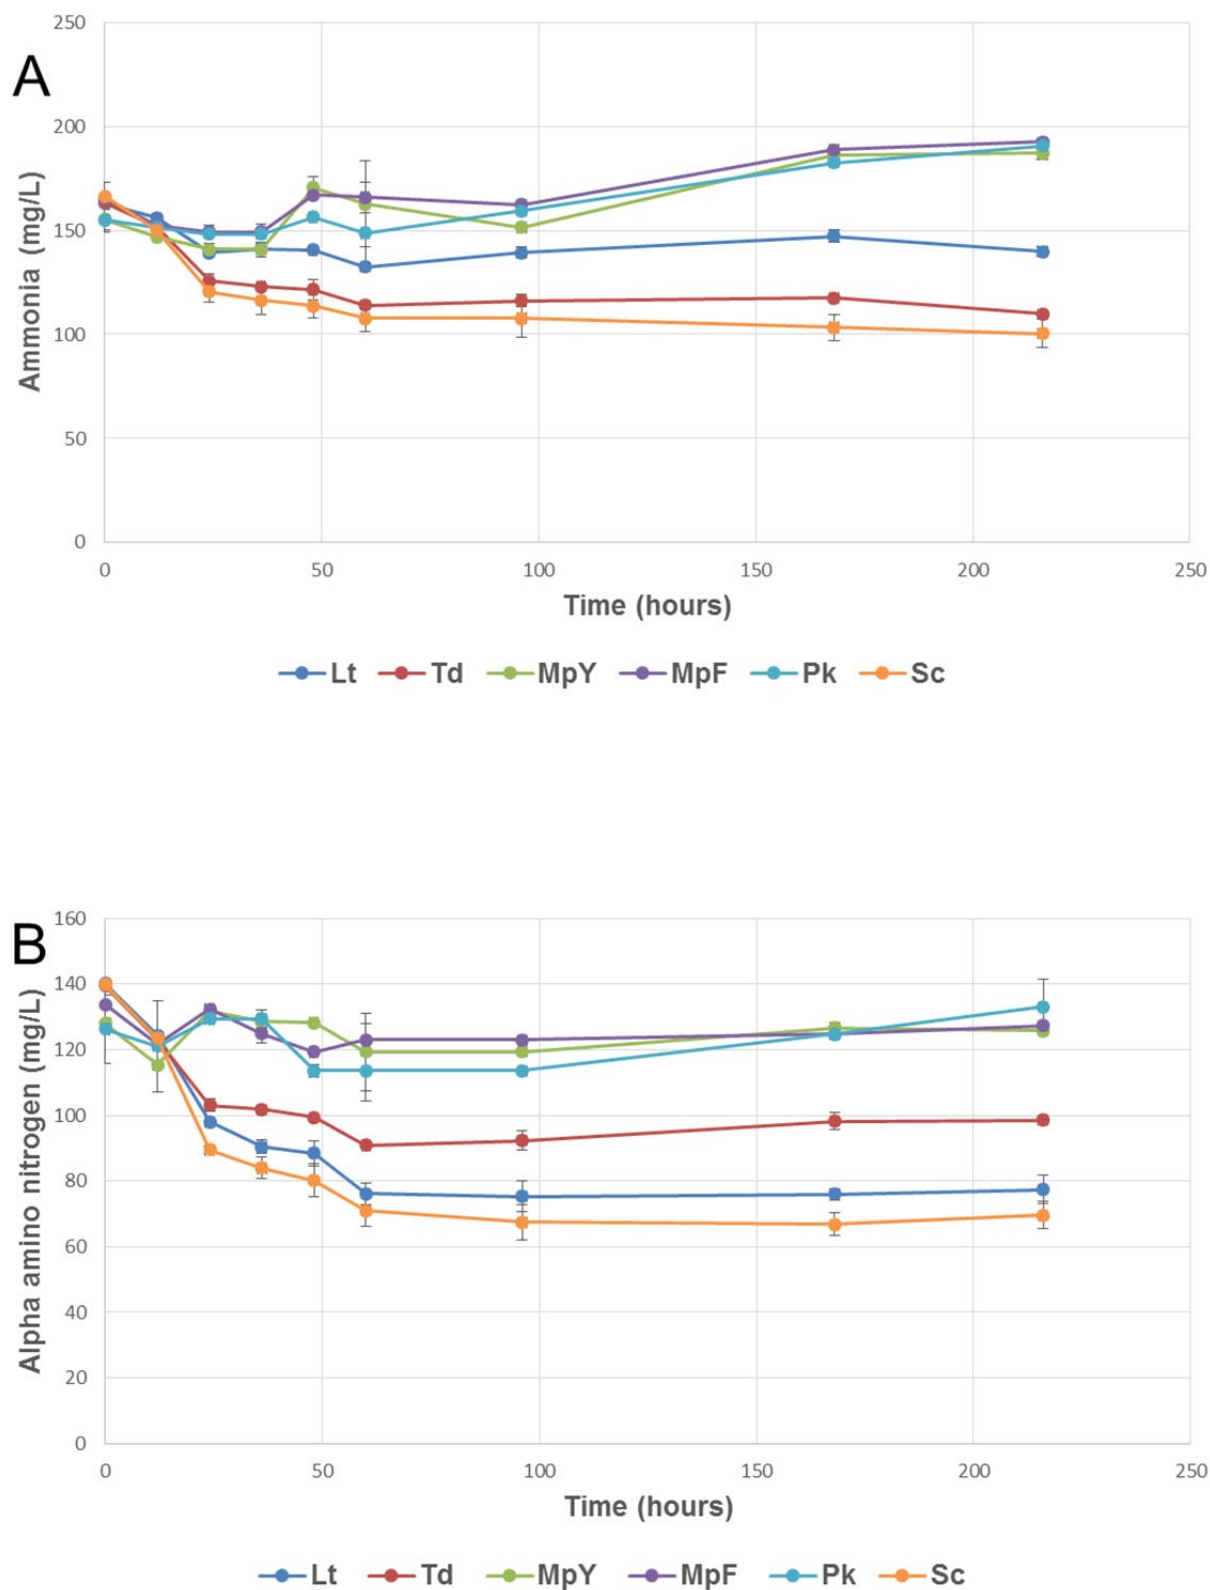 A
Ammonia (mg/L)
250
200
150
100
50
0
0 50 100 150 200 250
Time (hours)
Lt Td MpY MpF Pk Sc
B
Alpha amino nitrogen (mg/L)
160
140
120
100
80
60
40
20
0
0 50 100 150 200 250
Time (hours)
Lt Td MpY MpF Pk Sc